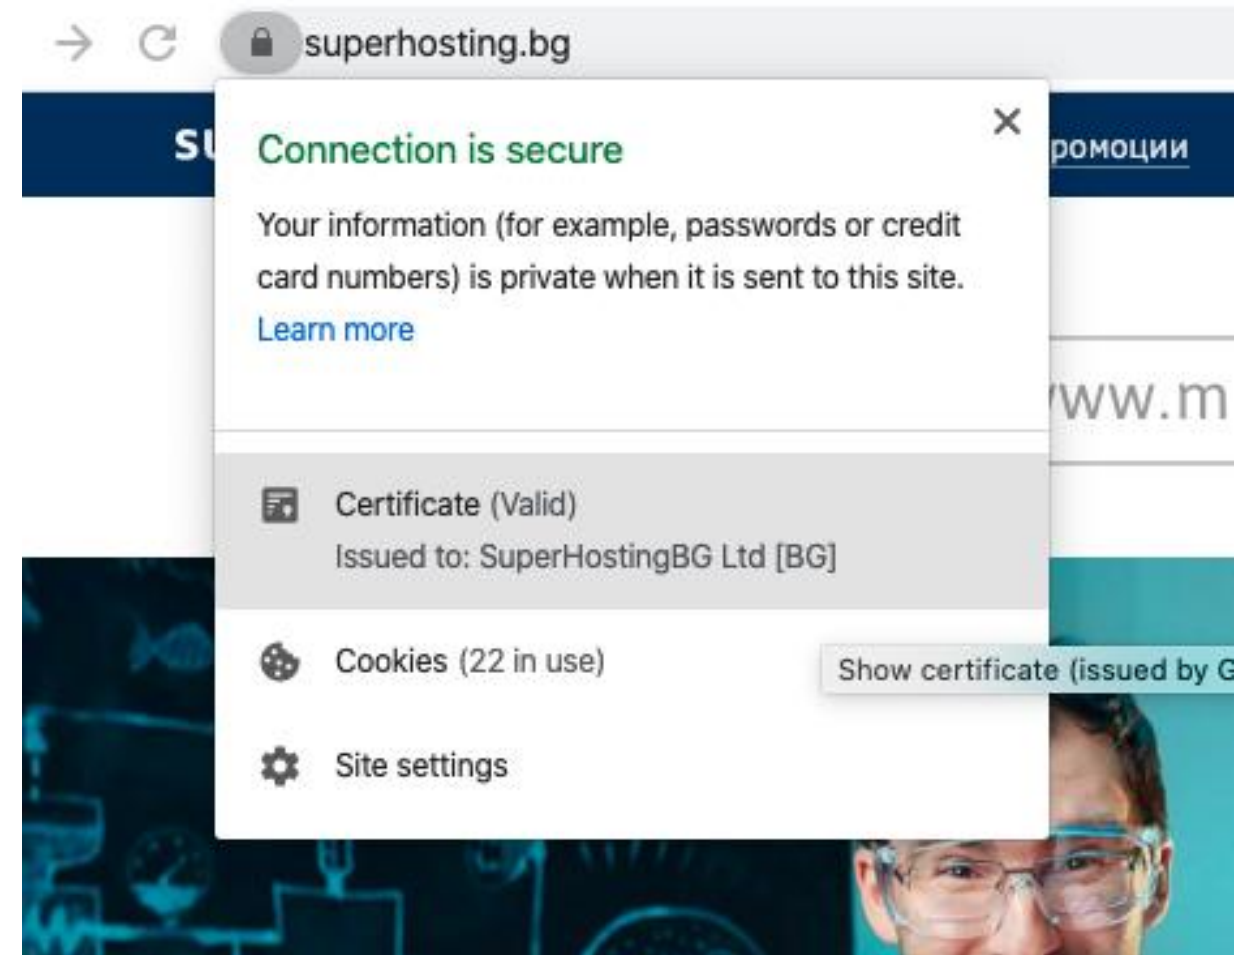 superhosting.bg
Connection is secure
Your information (for example, passwords or credit
card numbers) is private when it is sent to this site.
Learn more
Certificate (Valid)
Issued to: SuperHostingBG Ltd [BG]
Cookies (22 in use)
Show certificate (issued by G
Site settings
su
ромоции
ww.m